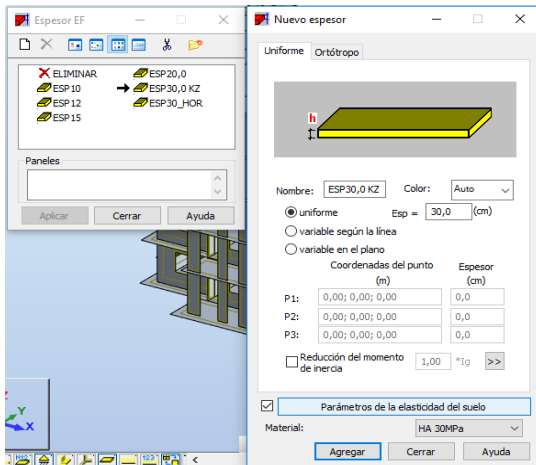 Espesor EF
ELIMINAR
ESP20,0
ESP10
ESP30,0 KZ
ESP12
ESP30_HOR
ESP15
Paneles
Aplicar
Cerrar
Ayuda
Y
X
Nuevo espesor
Uniforme
Ortótropo
h
Nombre: ESP30,0 KZ Color: Auto
uniforme Esp = 30,0 (cm)
variable según la línea
variable en el plano
Coordenadas del punto Espesor
(m) (cm)
P1: 0,00; 0,00; 0,00 0,0
P2: 0,00; 0,00; 0,00 0,0
P3: 0,00; 0,00; 0,00 0,0
Reducción del momento 1,00 *Ig >>
de inercia
Parámetros de la elasticidad del suelo
Material: HA 30MPa
Agregar Cerrar Ayuda